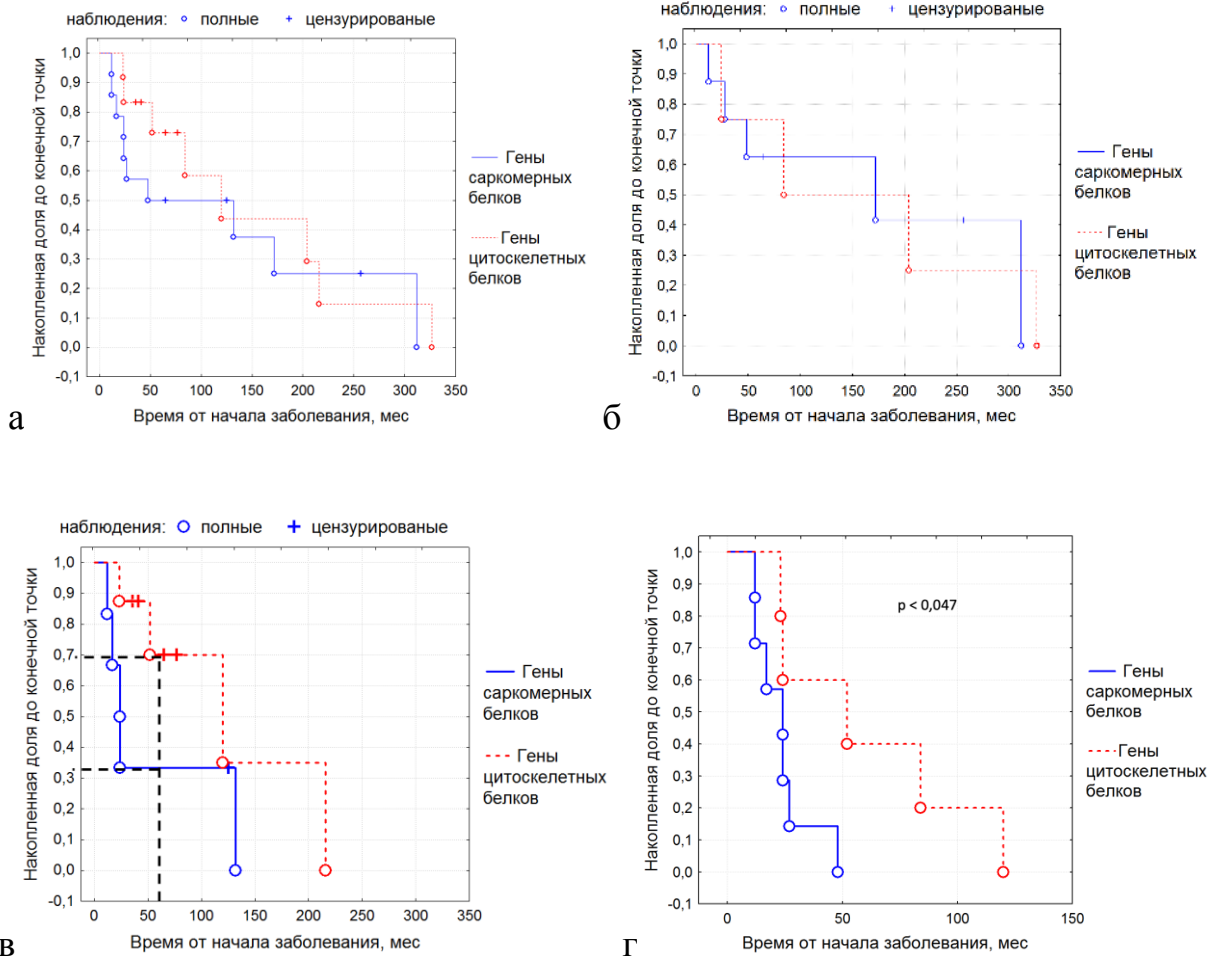 наблюдения: полные цензурированые
1,0
0,9
0,8
0,7
0,6
0,5
0,4
0,3
0,2
0,1
0,0
-0,1
Накопленная доля до конечной точки
0 50 100 150 200 250 300 350
Время от начала заболевания, мес
Гены
саркомерных
белков
Гены
цитоскелетных
белков
а
наблюдения: полные цензурированые
1,0
0,9
0,8
0,7
0,6
0,5
0,4
0,3
0,2
0,1
0,0
-0,1
Накопленная доля до конечной точки
0 50 100 150 200 250 300 350
Время от начала заболевания, мес
Гены
саркомерных
белков
Гены
цитоскелетных
белков
б
наблюдения: полные цензурированые
1,0
0,9
0,8
0,7
0,6
0,5
0,4
0,3
0,2
0,1
0,0
-0,1
Накопленная доля до конечной точки
0 50 100 150 200 250 300 350
Время от начала заболевания, мес
Гены
саркомерных
белков
Гены
цитоскелетных
белков
в
1,0
0,9
0,8
0,7
0,6
0,5
0,4
0,3
0,2
0,1
0,0
-0,1
Накопленная доля до конечной точки
p < 0,047
0 50 100 150
Время от начала заболевания, мес
Гены
саркомерных
белков
Гены
цитоскелетных
белков
г